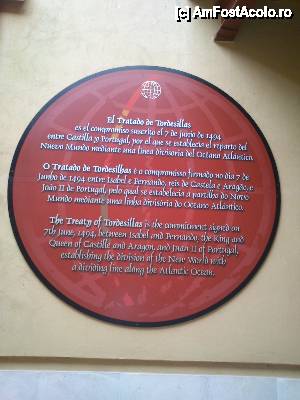 (c) AmFostAcolo.ro
El Tratado de Tordesillas
es el compromiso suscrito el 7 de junio de 1494
entre Castilla y Portugal, por el que se establecía el reparto del
Nuevo Mundo mediante una línea divisoria del Océano Atlántico.
O Tratado de Tordesilhas é o compromisso firmado no dia 7 de
Junho de 1494 entre Isabel e Fernando, reis de Castela e Aragão, e
João II de Portugal, pelo qual se estabelecia a partilha do Novo
Mundo mediante uma linha divisória do Oceano Atlântico.
The Treaty of Tordesillas is the commitment signed on
7th June, 1494, between Isabel and Fernando, the King and
Queen of Castille and Aragon, and Juan II of Portugal,
establishing the division of the New World with
a dividing line along the Atlantic Ocean.